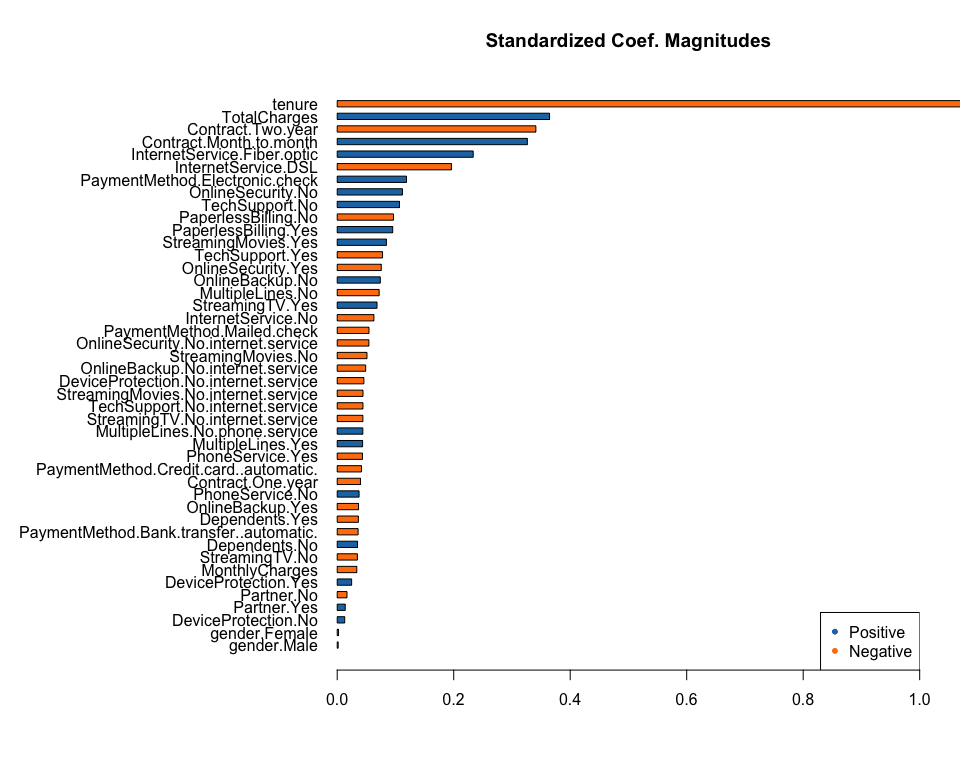 Standardized Coef. Magnitudes
tenure
TotalCharges
Contract.Two.year
Contract.Month.to.month
InternetService.Fiber.optic
InternetService.DSL
PaymentMethod.Electronic.check
OnlineSecurity.No
TechSupport.No
PaperlessBilling.No
PaperlessBilling.Yes
StreamingMovies.Yes
TechSupport.Yes
OnlineSecurity.Yes
OnlineBackup.No
MultipleLines.No
StreamingTV.Yes
InternetService.No
PaymentMethod.Mailed.check
OnlineSecurity.No.internet.service
StreamingMovies.No
OnlineBackup.No.internet.service
DeviceProtection.No.internet.service
StreamingMovies.No.internet.service
TechSupport.No.internet.service
StreamingTV.No.internet.service
MultipleLines.No.phone.service
MultipleLines.Yes
PhoneService.Yes
PaymentMethod.Credit.card..automatic.
Contract.One.year
PhoneService.No
OnlineBackup.Yes
Dependents.Yes
PaymentMethod.Bank.transfer..automatic.
Dependents.No
StreamingTV.No
MonthlyCharges
DeviceProtection.Yes
Partner.No
Partner.Yes
DeviceProtection.No
gender.Female
gender.Male
Positive
Negative
0.0 0.2 0.4 0.6 0.8 1.0